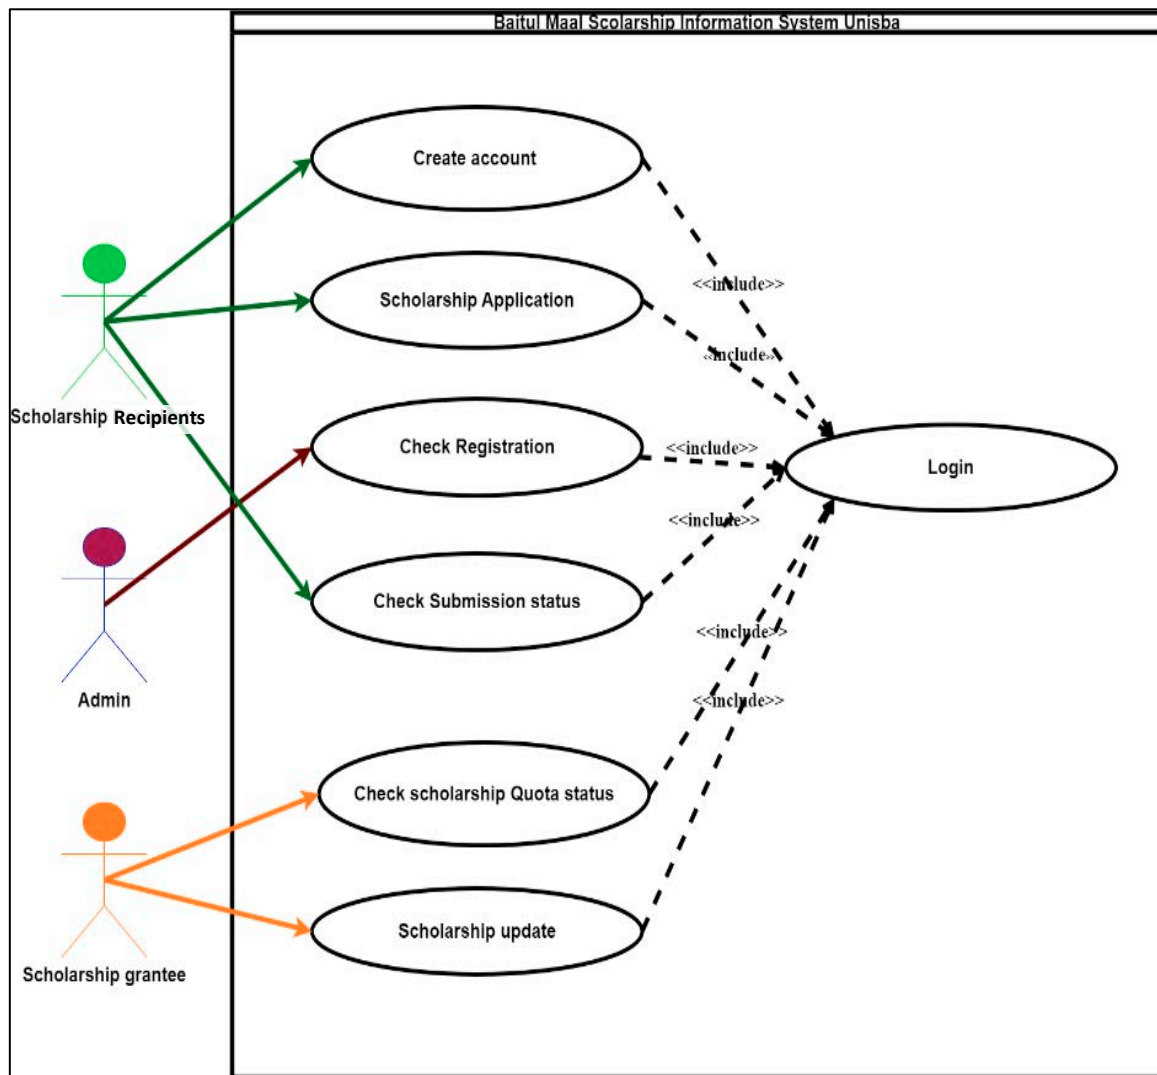 Baitul Maal Scolarship Information System Unisba
Create account
<<include>>
Scholarship Application
<<include>>
Scholarship Recipients
Check Registration
<<include>>
Login
<<include>>
Check Submission status
<<include>>
Admin
<<include>>
Check scholarship Quota status
Scholarship update
Scholarship grantee